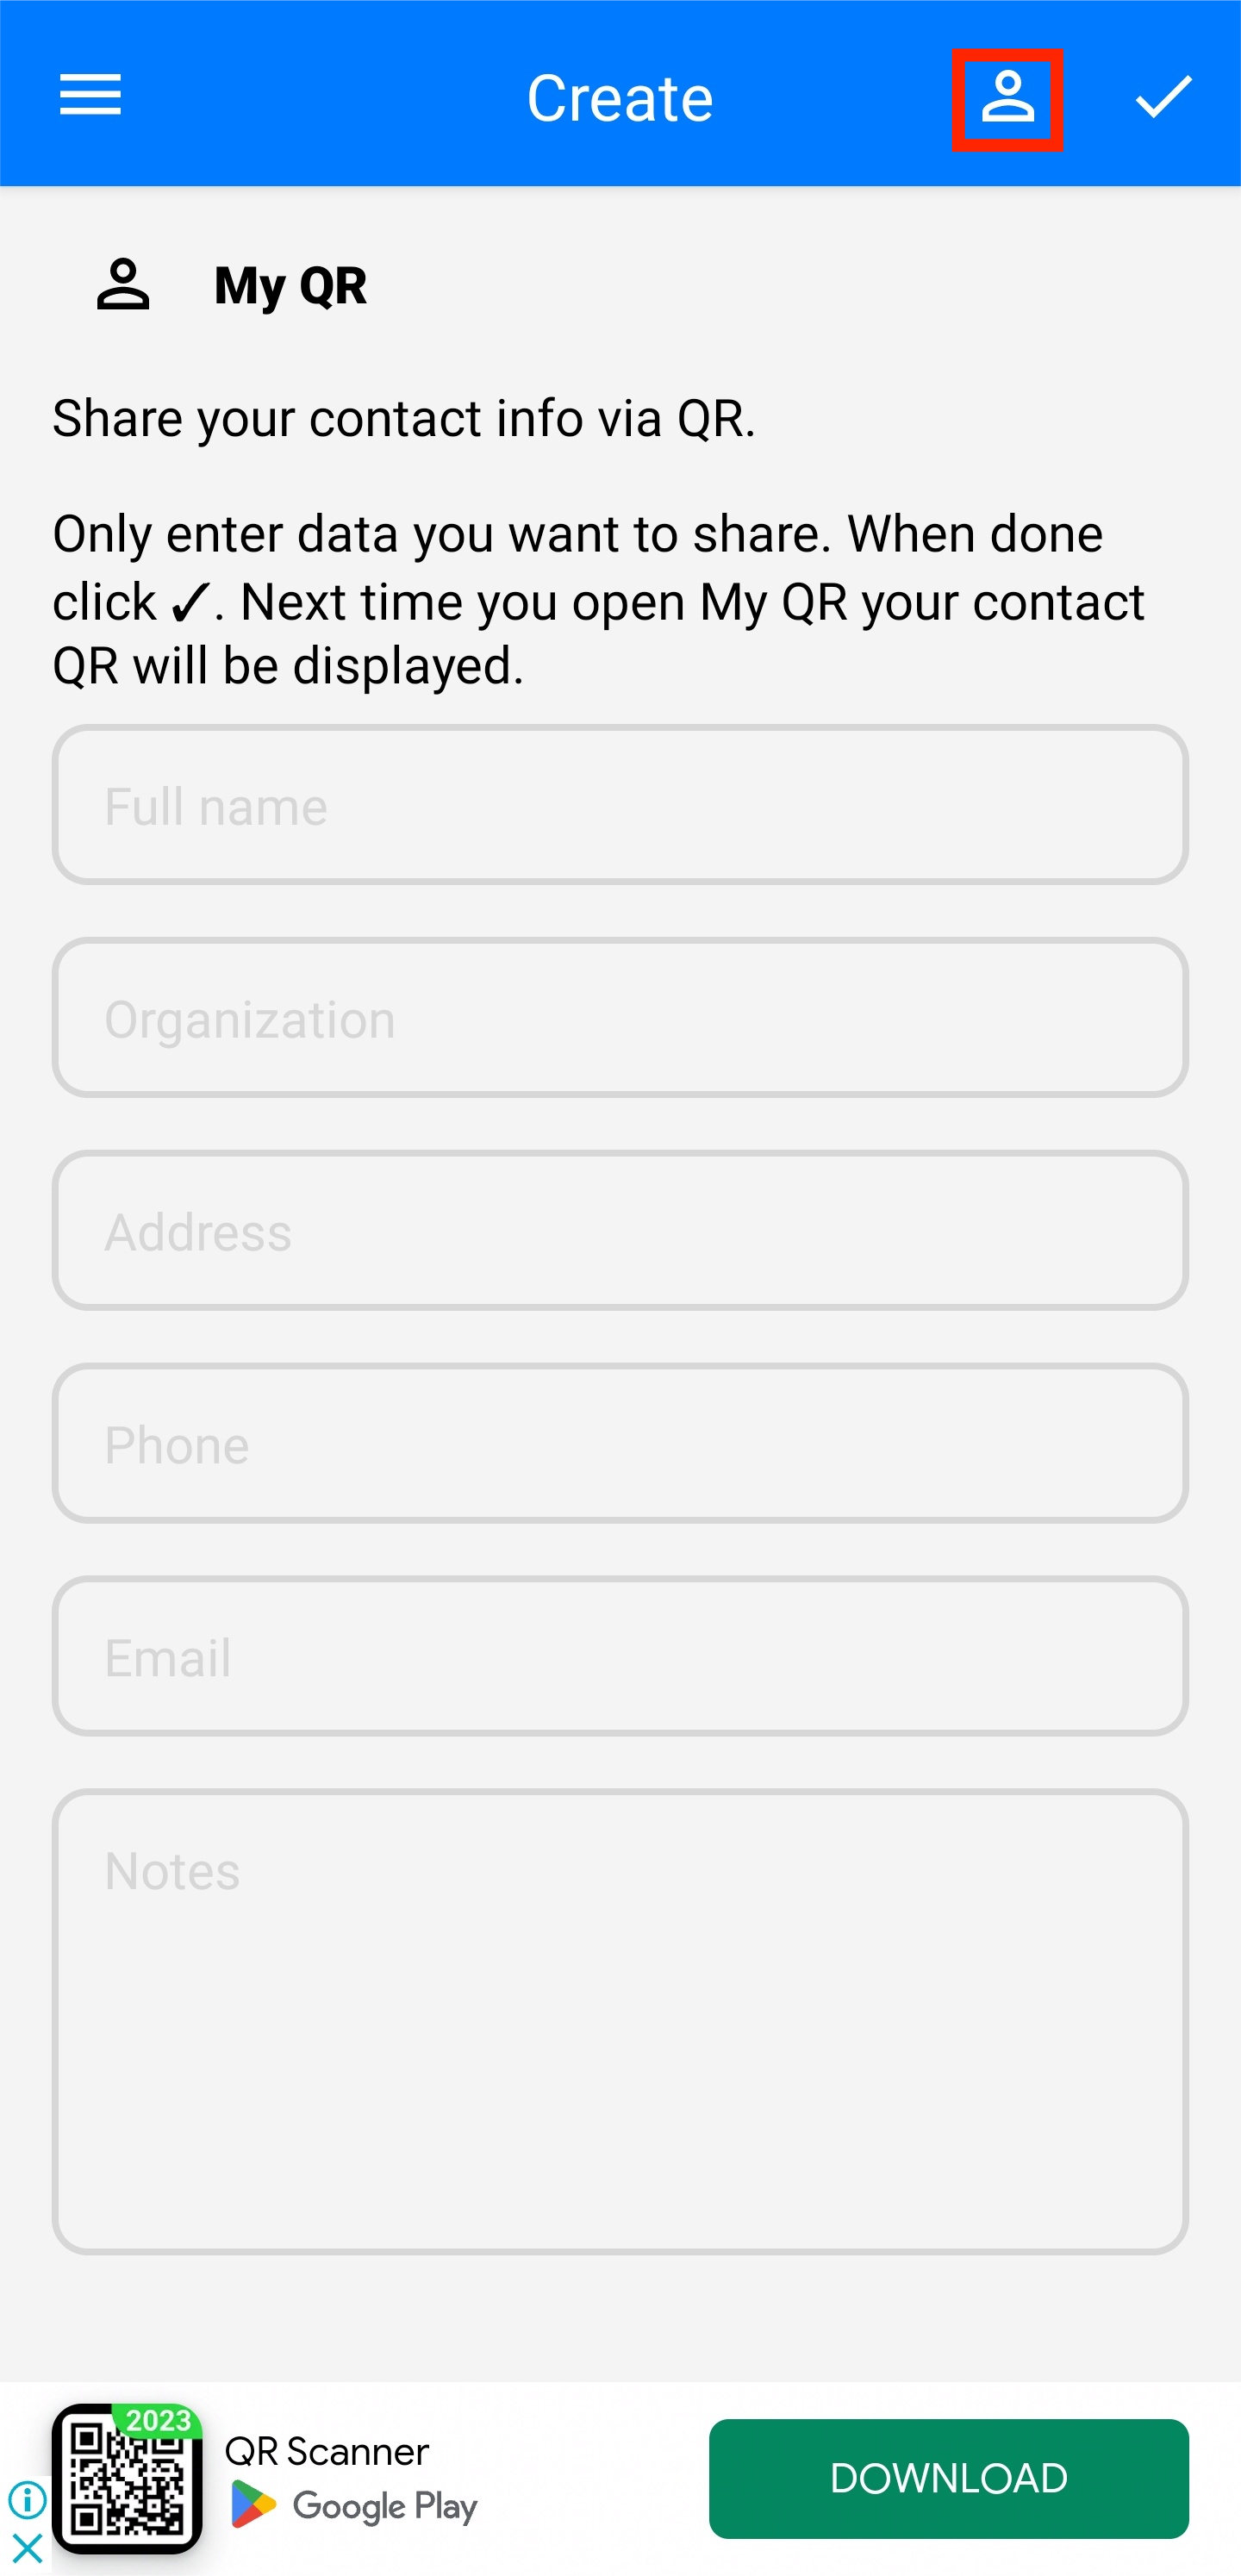 Create
My QR
Share your contact info via QR.
Only enter data you want to share. When done
click ✓. Next time you open My QR your contact
QR will be displayed.
Full name
Organization
Address
Phone
Email
Notes
2023
QR Scanner
Google Play
DOWNLOAD